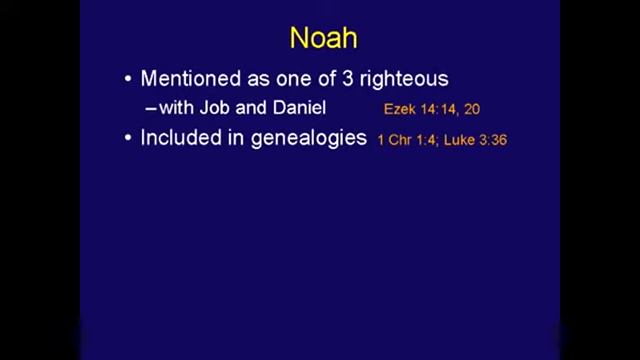 Noah
• Mentioned as one of 3 righteous
–with Job and Daniel Ezek 14:14, 20
• Included in genealogies 1 Chr 1:4; Luke 3:36